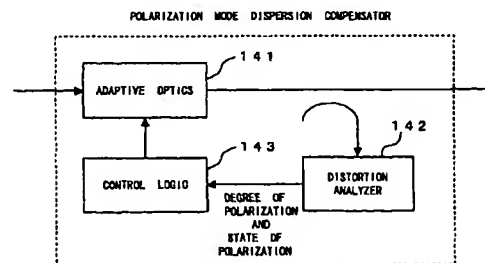 POLARIZATION MODE DISPERSION COMPENSATOR
141
ADAPTIVE OPTICS
142
143
CONTROL LOGIC
DISTORTION
ANALYZER
DEGREE OF
POLARIZATION
AND
STATE OF
POLARIZATION